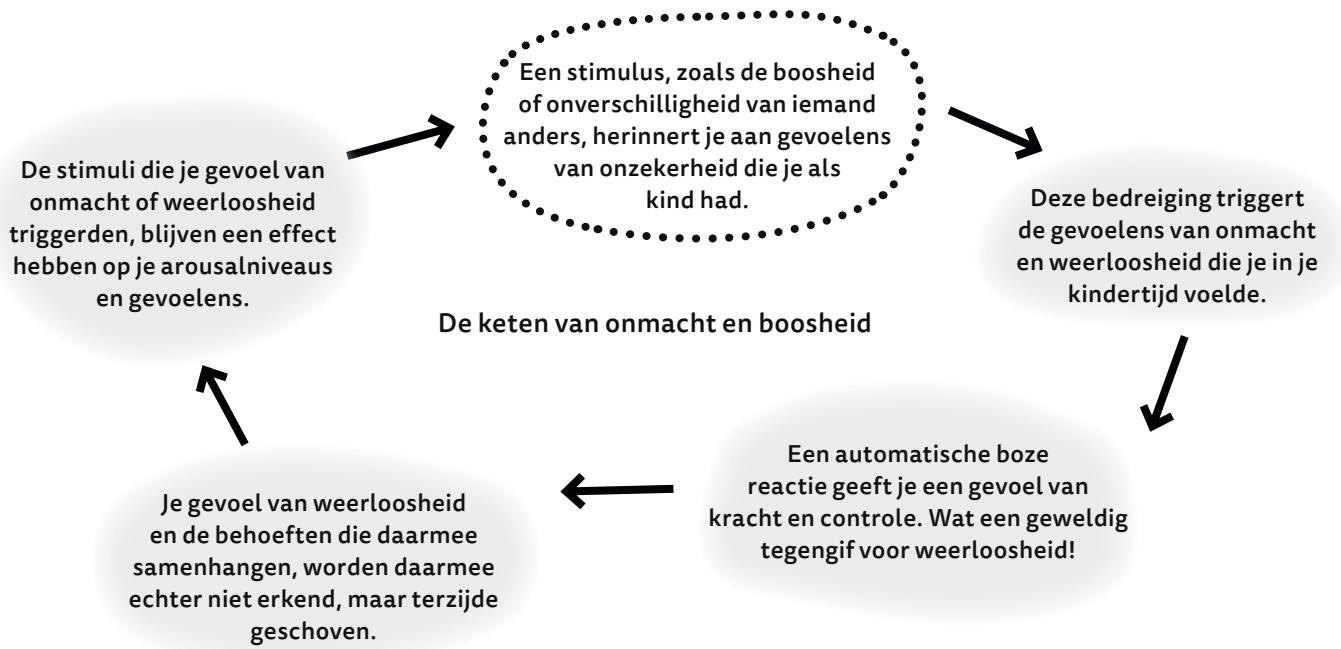 Een stimulus, zoals de boosheid
of onverschilligheid van iemand
anders, herinnert je aan gevoelens
van onzekerheid die je als
kind had.
Deze bedreiging triggert
de gevoelens van onmacht
en weerloosheid die je in je
kindertijd voelde.
Een automatische boze
reactie geeft je een gevoel van
kracht en controle. Wat een geweldig
tegengif voor weerloosheid!
Je gevoel van weerloosheid
en de behoeften die daarmee
samenhangen, worden daarmee
echter niet erkend, maar terzijde
geschoven.
De stimuli die je gevoel van
onmacht of weerloosheid
triggerden, blijven een effect
hebben op je arousalniveaus
en gevoelens.
De keten van onmacht en boosheid